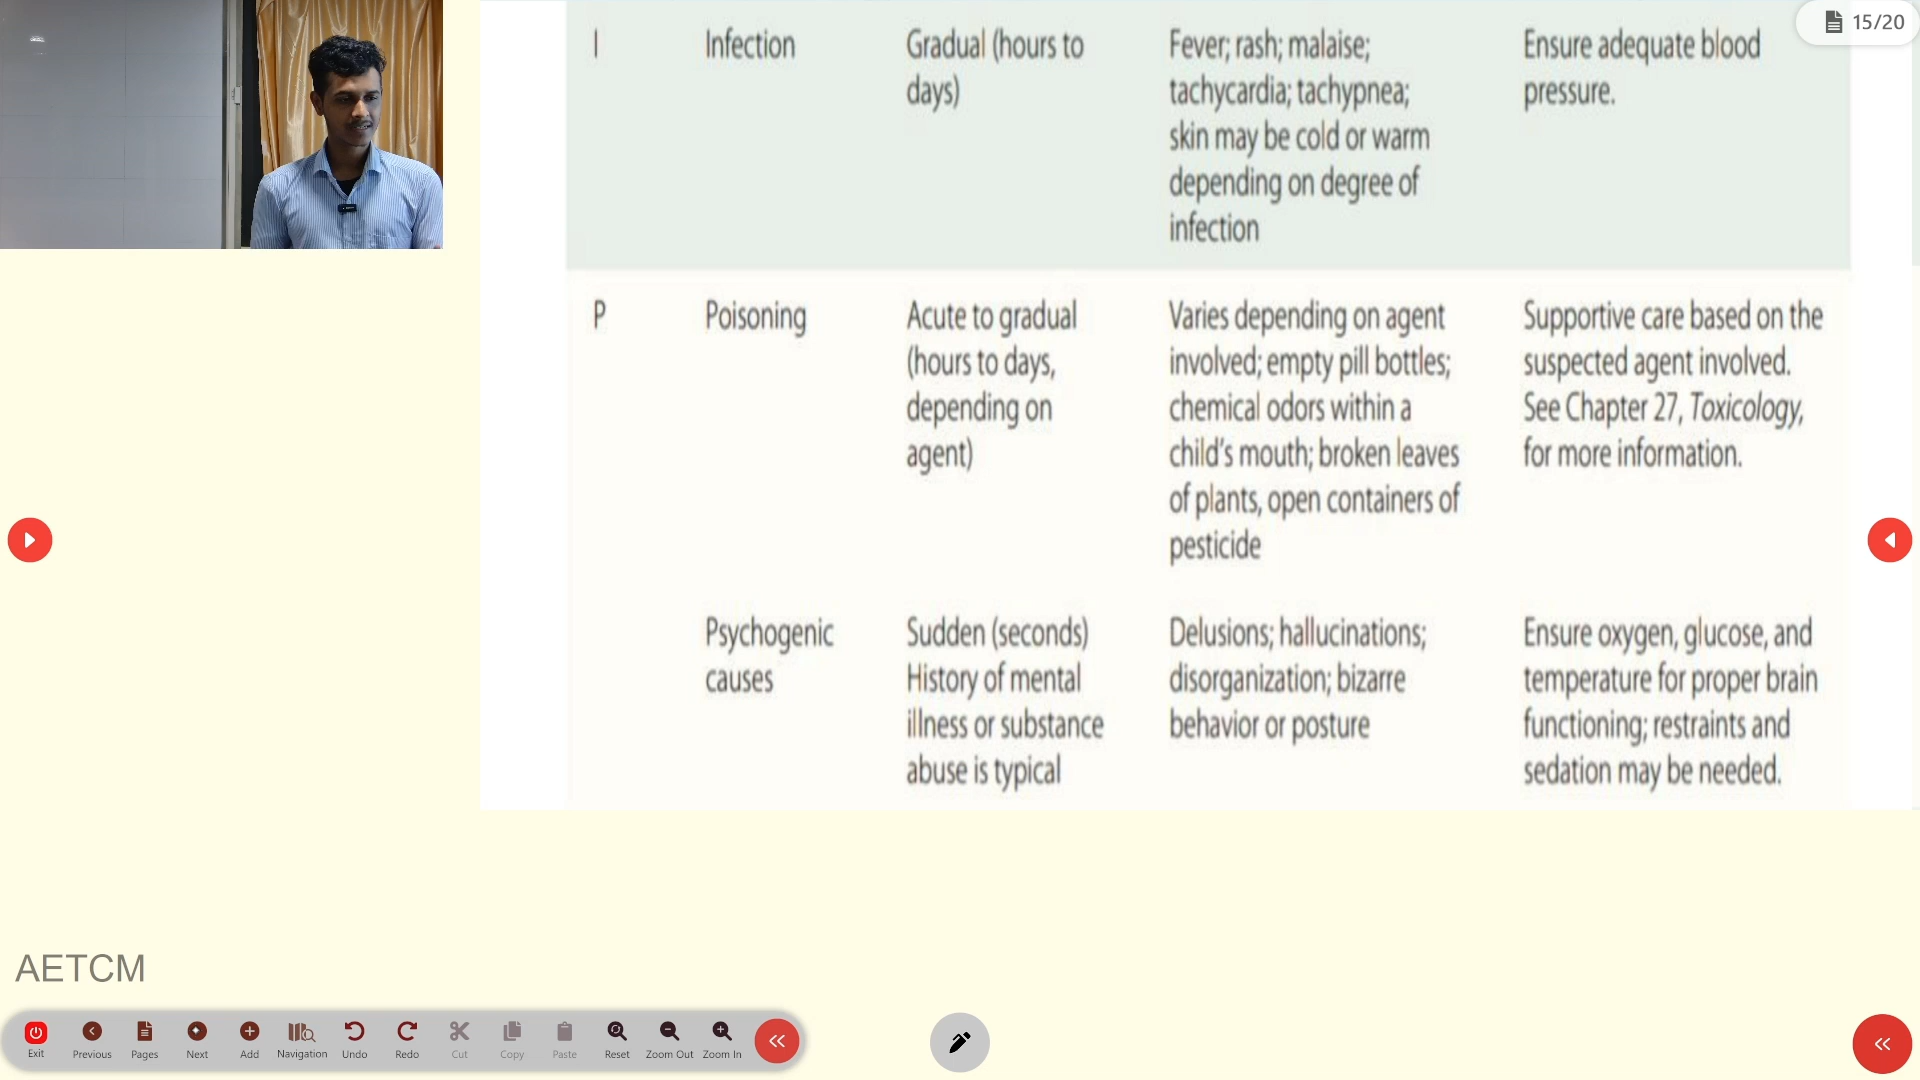 15/20
I
Infection
Gradual (hours to
days)
Fever; rash; malaise;
tachycardia; tachypnea;
skin may be cold or warm
depending on degree of
infection
Ensure adequate blood
pressure.
P
Poisoning
Acute to gradual
(hours to days,
depending on
agent)
Varies depending on agent
involved; empty pill bottles;
chemical odors within a
child's mouth; broken leaves
of plants, open containers of
pesticide
Supportive care based on the
suspected agent involved.
See Chapter 27, Toxicology,
for more information.
Psychogenic
causes
Sudden (seconds)
History of mental
illness or substance
abuse is typical
Delusions; hallucinations;
disorganization; bizarre
behavior or posture
Ensure oxygen, glucose, and
temperature for proper brain
functioning; restraints and
sedation may be needed.
AETCM
Exit
Previous
Pages
Next
Add
Navigation
Undo
Redo
Cut
Copy
Paste
Reset
Zoom Out
Zoom In